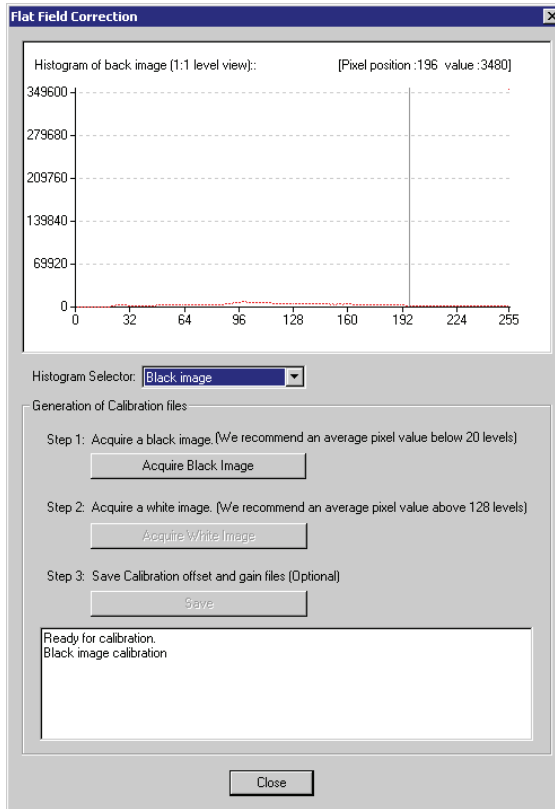 Flat Field Correction
Histogram of back image (1:1 level view)::
[Pixel position :196 value :3480]
349600
279680
209760
139840
69920
0
0 32 64 96 128 160 192 224 255
Histogram Selector: Black image
Generation of Calibration files
Step 1: Acquire a black image. (We recommend an average pixel value below 20 levels)
Acquire Black Image
Step 2: Acquire a white image. (We recommend an average pixel value above 128 levels)
Acquire White Image
Step 3: Save Calibration offset and gain files (Optional)
Save
Ready for calibration.
Black image calibration
Close